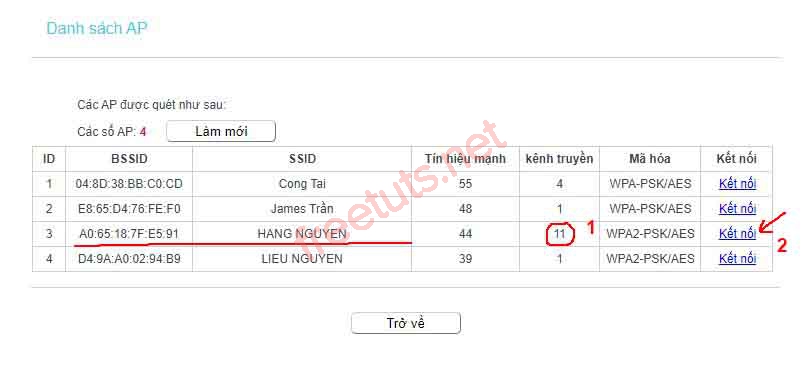 Danh sách AP
Các AP được quét như sau:
Các số AP: 4 Làm mới
ID BSSID SSID Tín hiệu mạnh kênh truyền Mã hóa Kết nối
1 04:8D:38:BB:C0:CD Cong Tai 55 4 WPA-PSK/AES Kết nối
2 E8:65:D4:76:FE:F0 James Trần 48 1 WPA-PSK/AES Kết nối
3 A0:65:18:7F:E5:91 HANG NGUYEN 44 11 1 WPA2-PSK/AES Kết nối 2
4 D4:9A:A0:02:94:B9 LIEU NGUYEN 39 1 WPA2-PSK/AES Kết nối
Trở về
freetuts.net